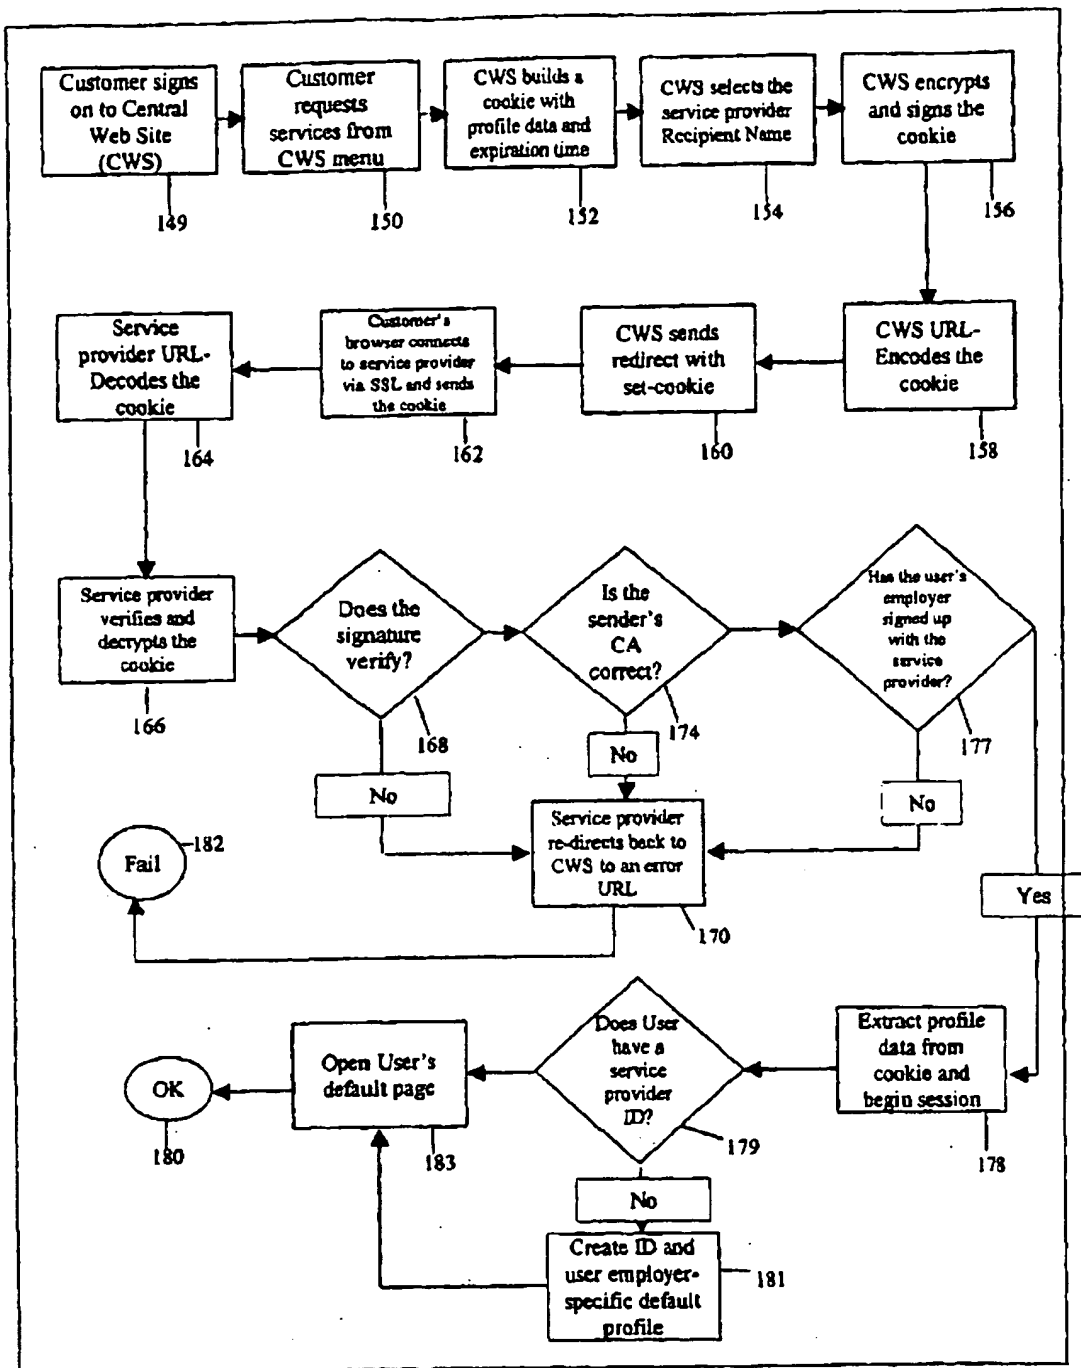 Customer signs
on to Central
Web Site
(CWS)
149
Customer
requests
services from
CWS menu
150
CWS builds a
cookie with
profile data and
expiration time
152
CWS selects the
service provider
Recipient Name
154
CWS encrypts
and signs the
cookie
156
CWS URL-
Encodes the
cookie
158
CWS sends
redirect with
set-cookie
160
Customer's
browser connects
to service provider
via SSL and sends
the cookie
162
Service
provider URL-
Decodes the
cookie
164
Service provider
verifies and
decrypts the
cookie
166
Does the
signature
verify?
168
No
Is the
sender's
CA
correct?
174
No
Has the user's
employer
signed up
with the
service
provider?
177
No
Yes
Service provider
re-directs back to
CWS to an error
URL
170
Fail
182
Extract profile
data from
cookie and
begin session
178
Does User
have a
service
provider
ID?
179
No
Create ID and
user employer-
specific default
profile
181
Open User's
default page
183
OK
180